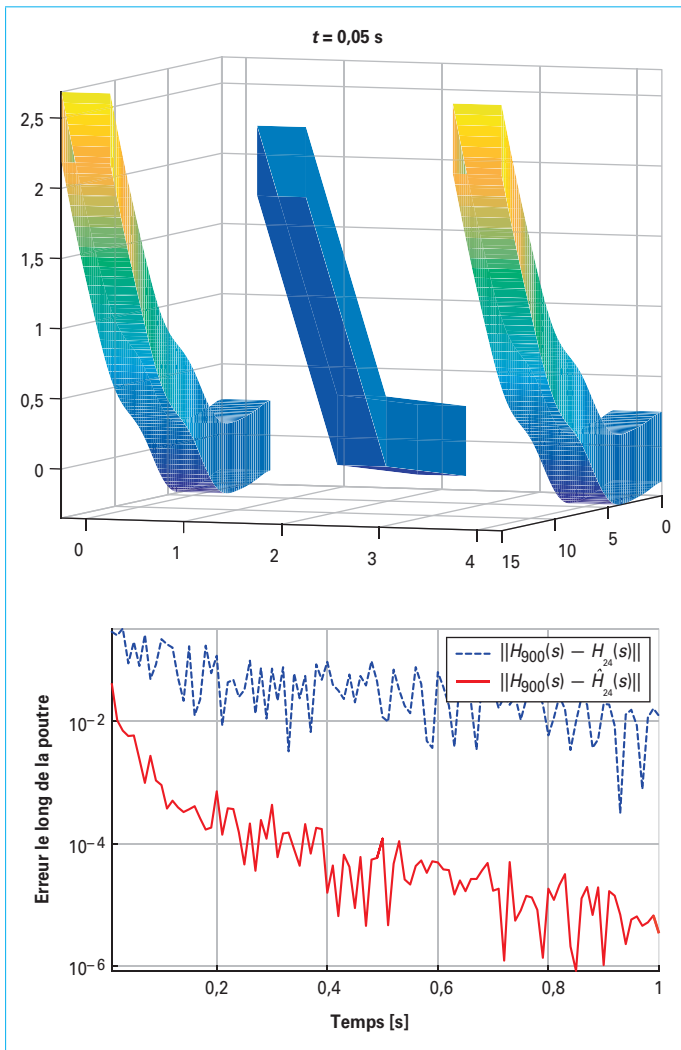 t = 0,05 s
2,5
2
1,5
1
0,5
0
0 1 2 3 4 15 10 5 0
||H900(s) — H24(s)||
||H900(s) — Ĥ24(s)||
Erreur le long de la poutre
10−2
10−4
10−6
0,2 0,4 0,6 0,8 1
Temps [s]